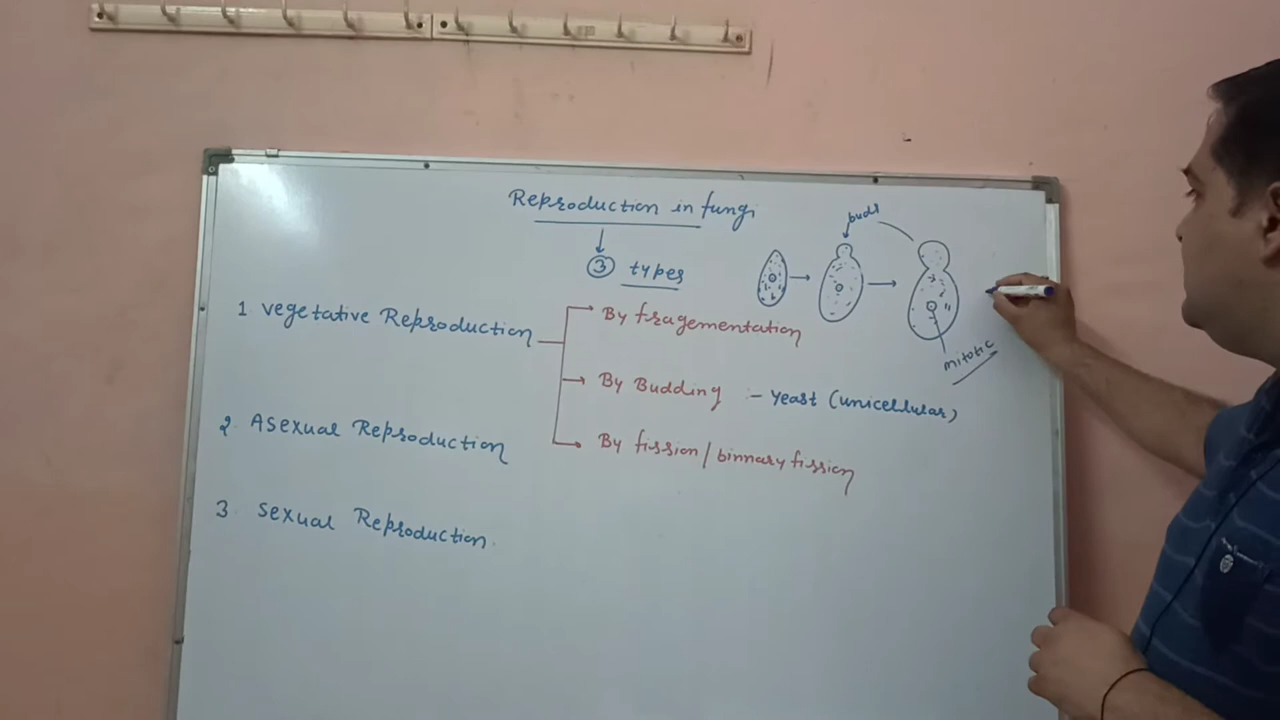 Reproduction in fungi
buds
③ types
1 vegetative Reproduction
By fragementation
mitotic
By Budding :- Yeast (unicellular)
2 Asexual Reproduction
By fission/binnary fission
3 sexual Reproduction.